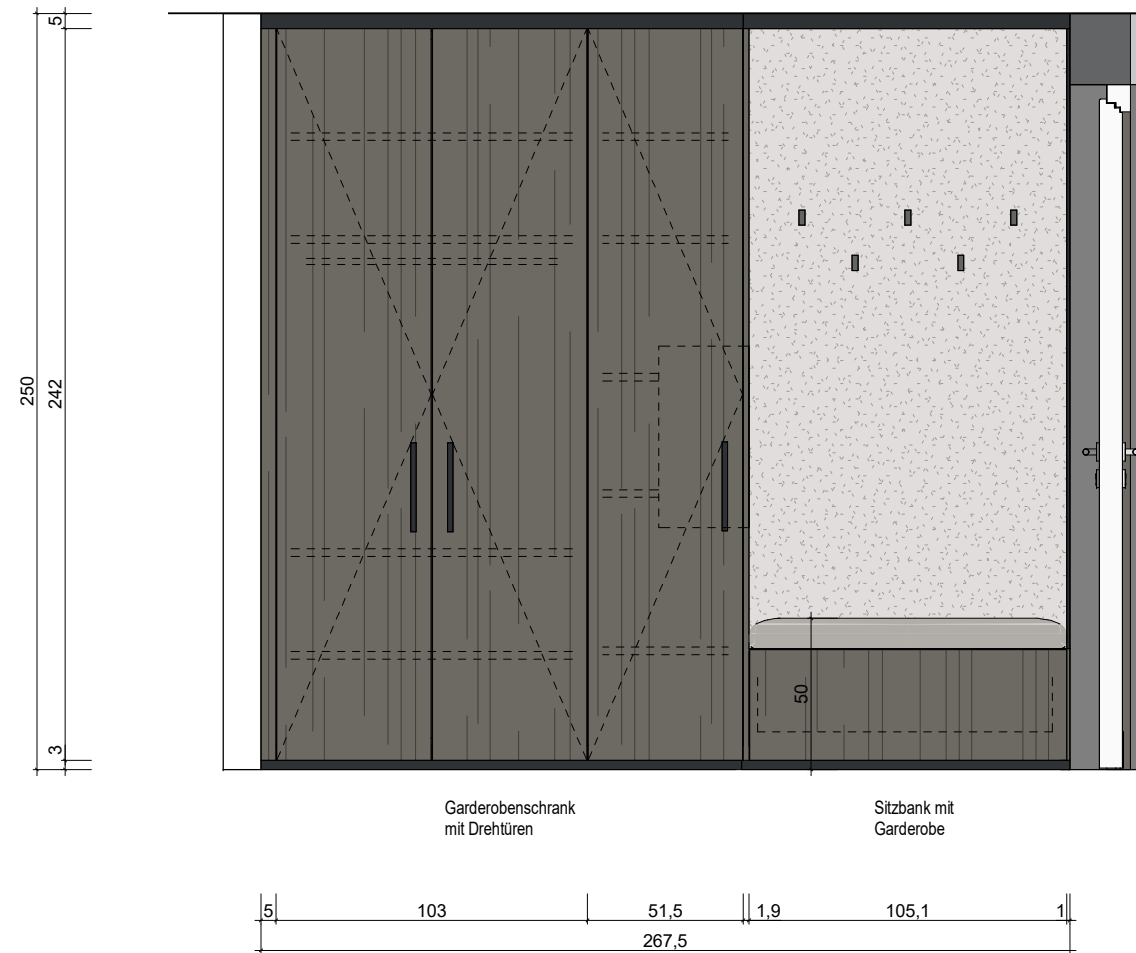 5
250
242
3
50
Garderobenschrank
mit Drehtüren
Sitzbank mit
Garderobe
5 103 51,5 1,9 105,1 1
267,5